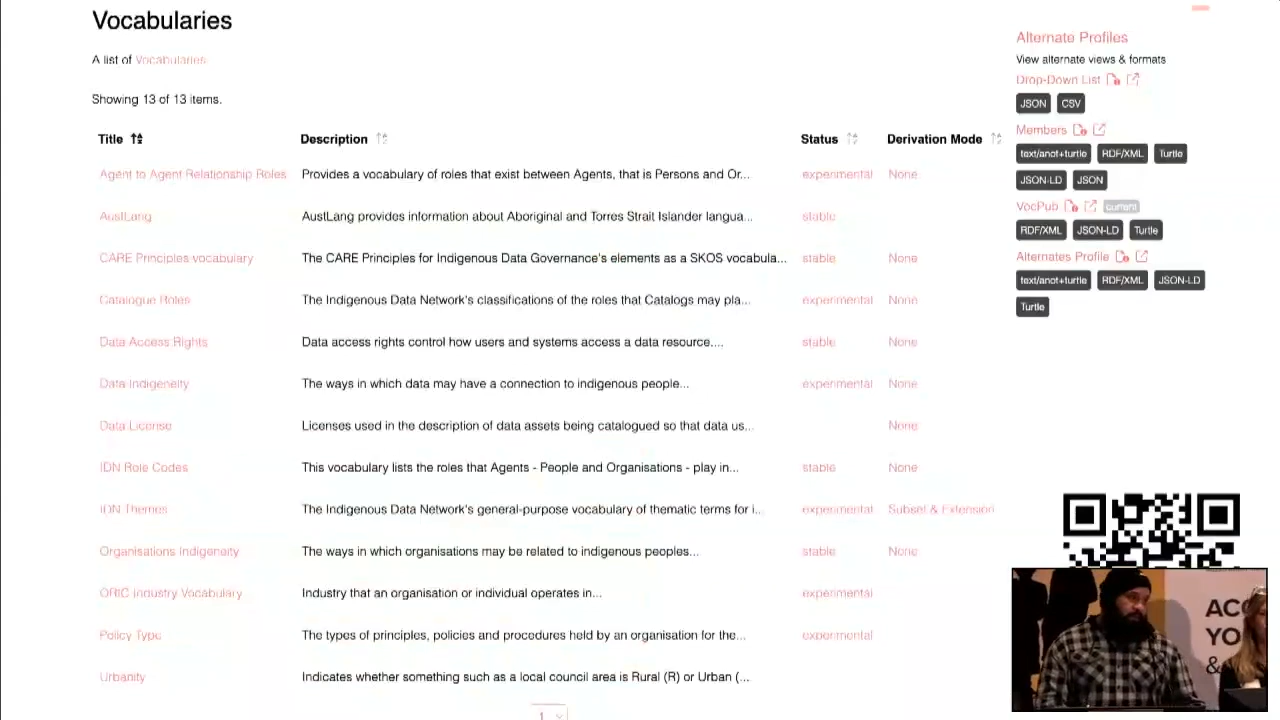 Vocabularies
A list of Vocabularies
Showing 13 of 13 items.
Title Description Status Derivation Mode
Agent to Agent Relationship Roles Provides a vocabulary of roles that exist between Agents, that is Persons and Or... experimental None
AustLang AustLang provides information about Aboriginal and Torres Strait Islander langua... stable
CARE Principles vocabulary The CARE Principles for Indigenous Data Governance's elements as a SKOS vocabula... stable None
Catalogue Roles The Indigenous Data Network's classifications of the roles that Catalogs may pla... experimental None
Data Access Rights Data access rights control how users and systems access a data resource.... stable None
Data Indigeneity The ways in which data may have a connection to indigenous people... experimental None
Data License Licenses used in the description of data assets being catalogued so that data us... None
IDN Role Codes This vocabulary lists the roles that Agents - People and Organisations - play in... stable None
IDN Themes The Indigenous Data Network's general-purpose vocabulary of thematic terms for i... experimental Subset & Extension
Organisations Indigeneity The ways in which organisations may be related to indigenous peoples... stable None
ORIC Industry Vocabulary Industry that an organisation or individual operates in... experimental
Policy Type The types of principles, policies and procedures held by an organisation for the... experimental
Urbanity Indicates whether something such as a local council area is Rural (R) or Urban (...
1
Alternate Profiles
View alternate views & formats
Drop-Down List
JSON CSV
Members
text/anot+turtle RDF/XML Turtle
JSON-LD JSON
VocPub current
RDF/XML JSON-LD Turtle
Alternates Profile
text/anot+turtle RDF/XML JSON-LD
Turtle
YO
&